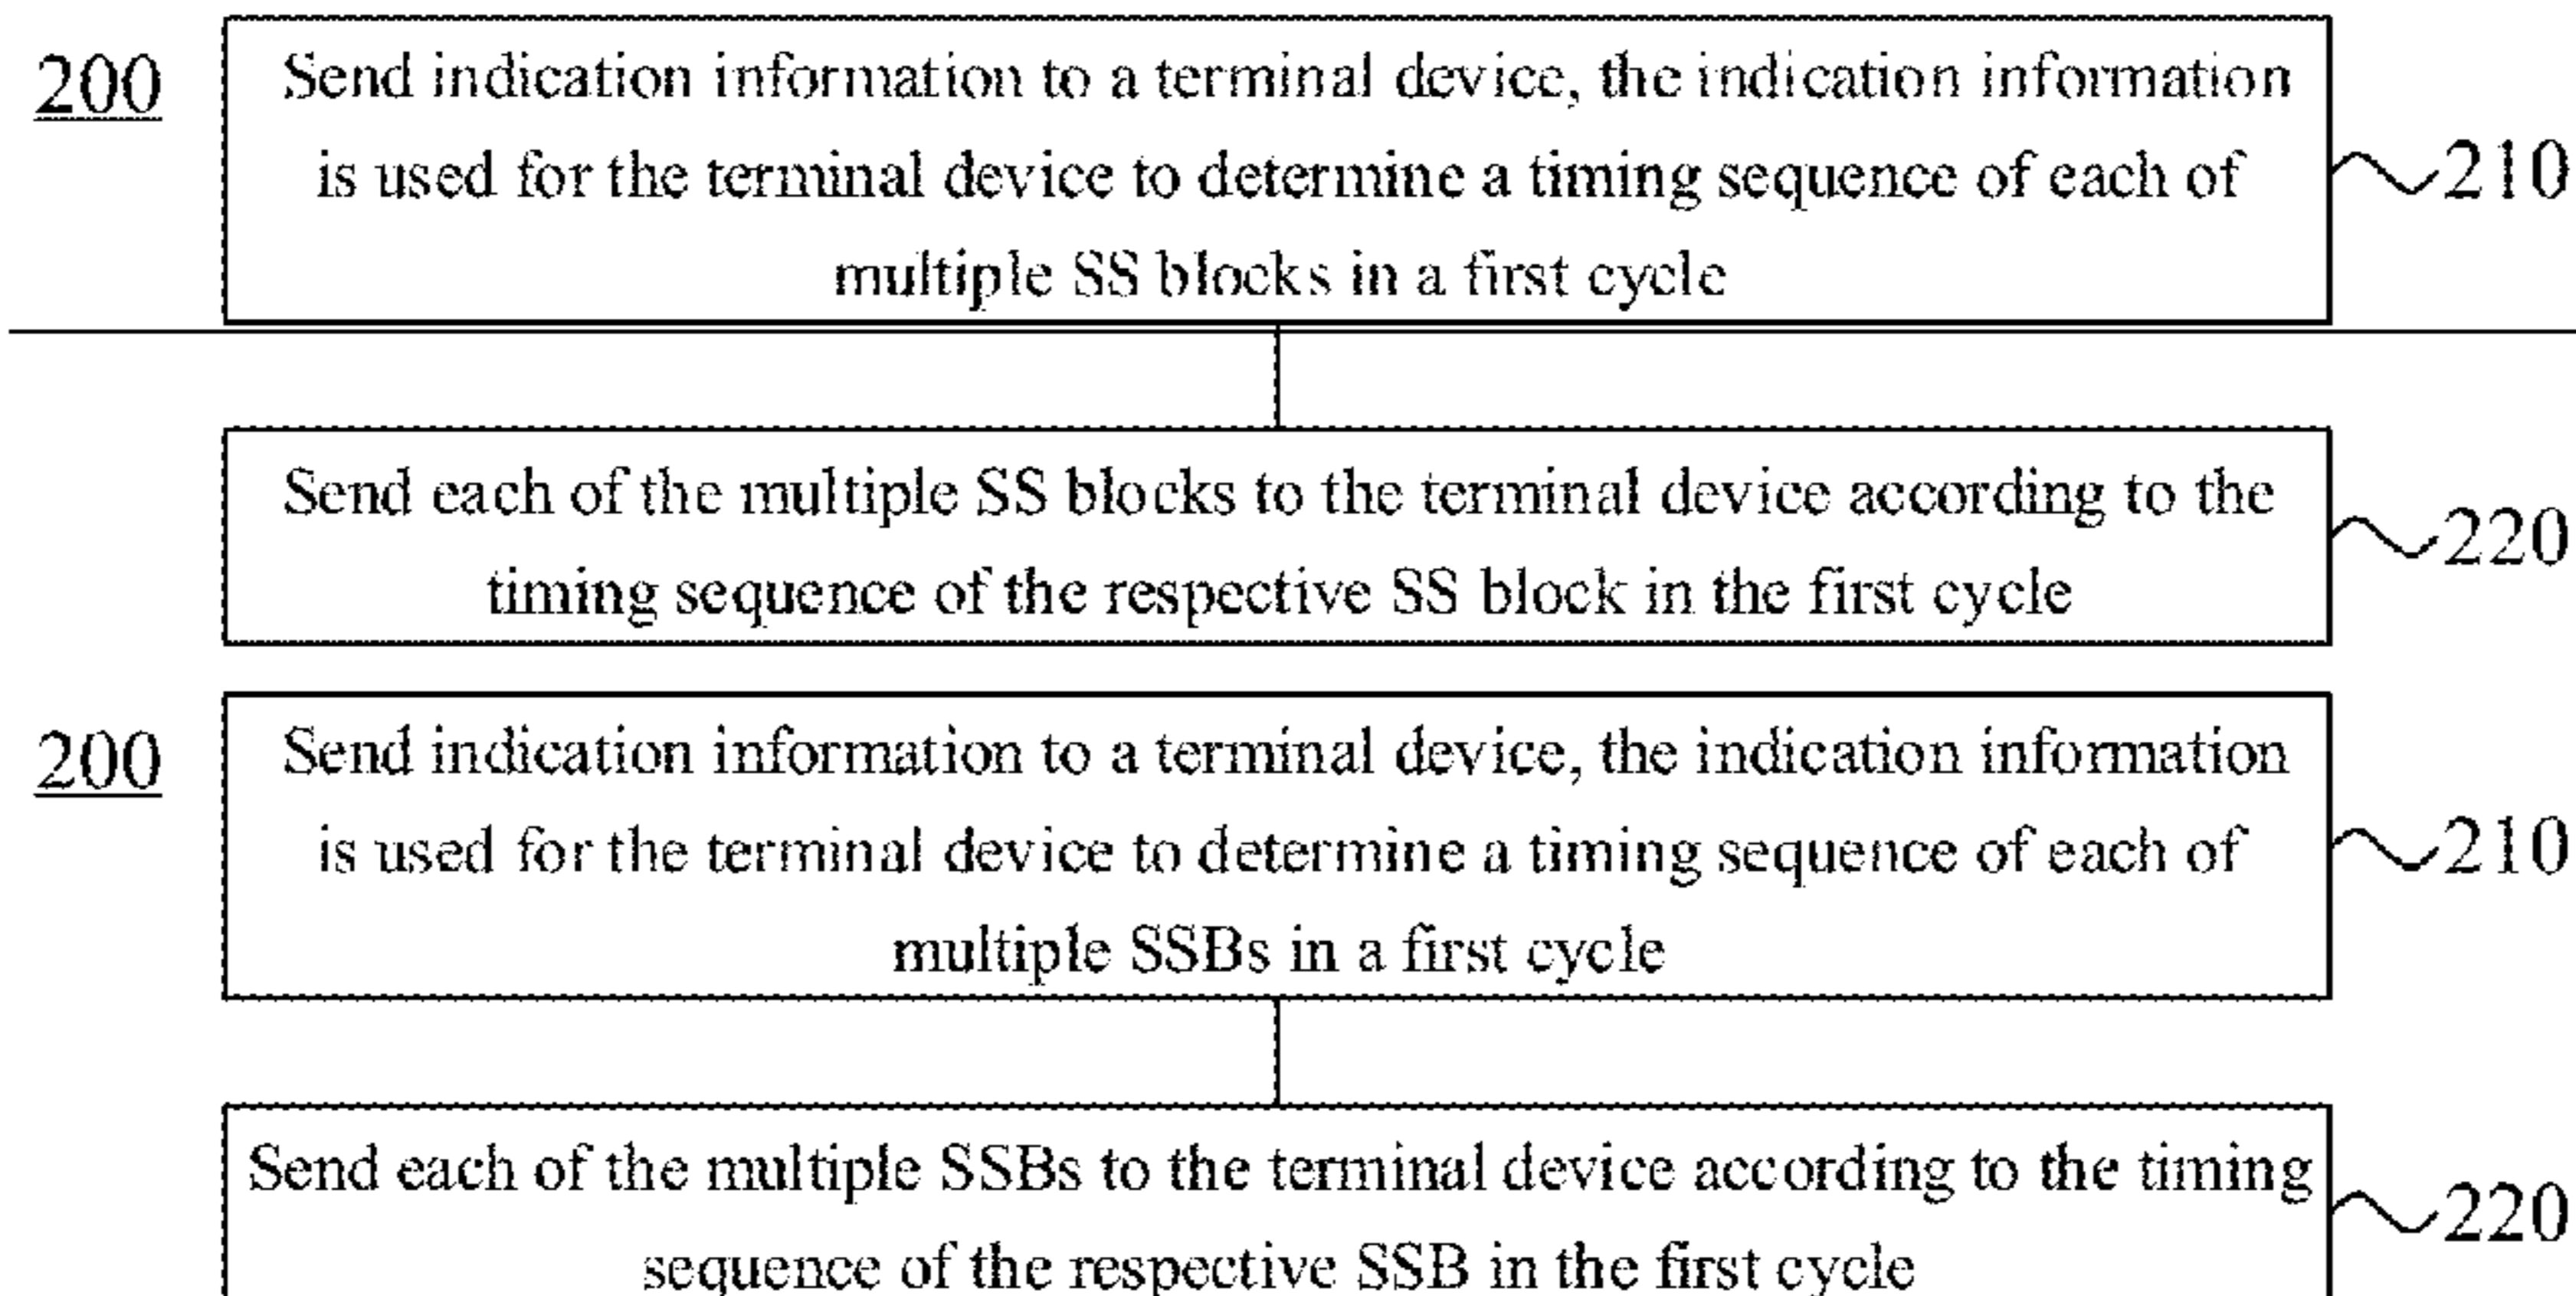 200
Send indication information to a terminal device, the indication information
is used for the terminal device to determine a timing sequence of each of
multiple SS blocks in a first cycle
210
Send each of the multiple SS blocks to the terminal device according to the
timing sequence of the respective SS block in the first cycle
220
200
Send indication information to a terminal device, the indication information
is used for the terminal device to determine a timing sequence of each of
multiple SSBs in a first cycle
210
Send each of the multiple SSBs to the terminal device according to the timing
sequence of the respective SSB in the first cycle
220